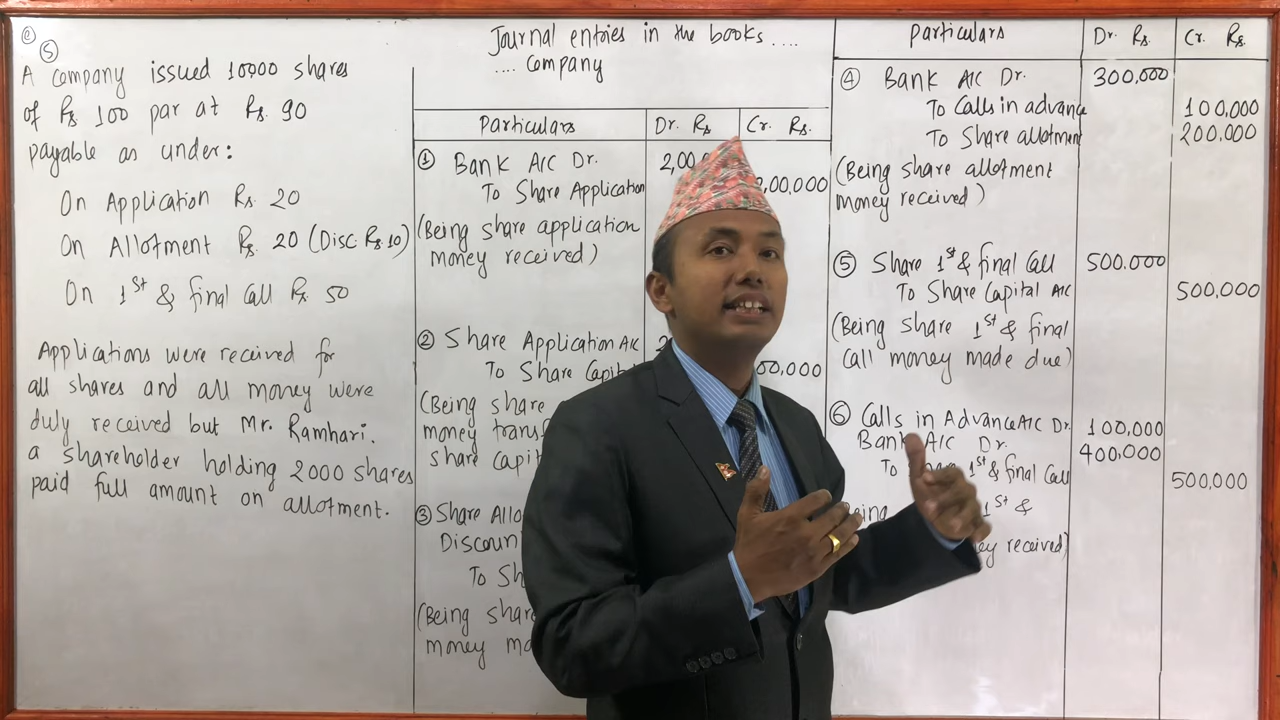 Q
5
A company issued 10000 shares
of Rs. 100 par at Rs. 90
payable as under:
On Application Rs. 20
On Allotment Rs. 20 (Disc. Rs. 10)
On 1st & final Call Rs. 50
Applications were received for
all shares and all money were
duly received but Mr. Ramhari.
a shareholder holding 2000 shares
paid full amount on allotment.
Journal entries in the books ....
.... Company
Particulars Dr. Rs Cr. Rs.
① Bank A/C Dr.
To Share Application 2,00,000
(Being share application
money received)
② Share Application A/C
To Share
(Being share
money
share
③ Share
To
(Being
money
Particulars Dr. Rs. Cr. Rs.
④ Bank A/C Dr. 300,000
To Calls in advance 100,000
To Share allotment 200,000
(Being share allotment
money received)
⑤ Share 1st & final Call 500.000
To Share Capital A/C 500,000
(Being share 1st & final
Call money made due)
⑥ Calls in Advance A/C Dr. 100,000
Bank A/C Dr. 400,000
To 1st & final Call 500,000
1st &
received)